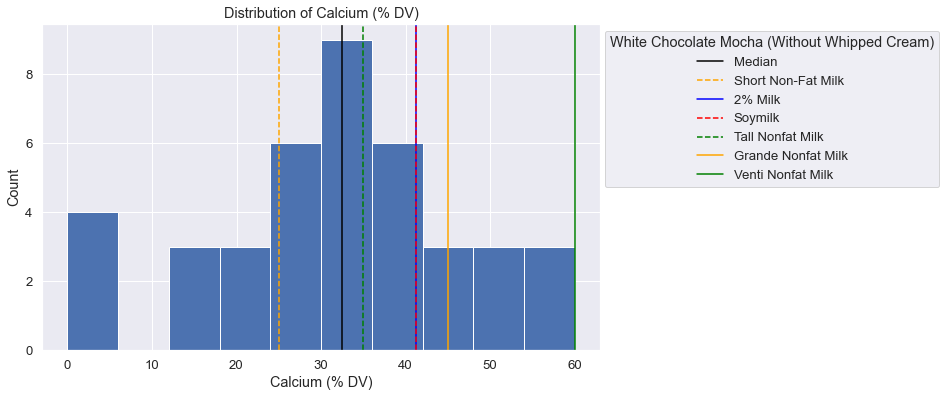 Distribution of Calcium (% DV)
Count
8
6
4
2
0
0 10 20 30 40 50 60
Calcium (% DV)
White Chocolate Mocha (Without Whipped Cream)
Median
Short Non-Fat Milk
2% Milk
Soymilk
Tall Nonfat Milk
Grande Nonfat Milk
Venti Nonfat Milk